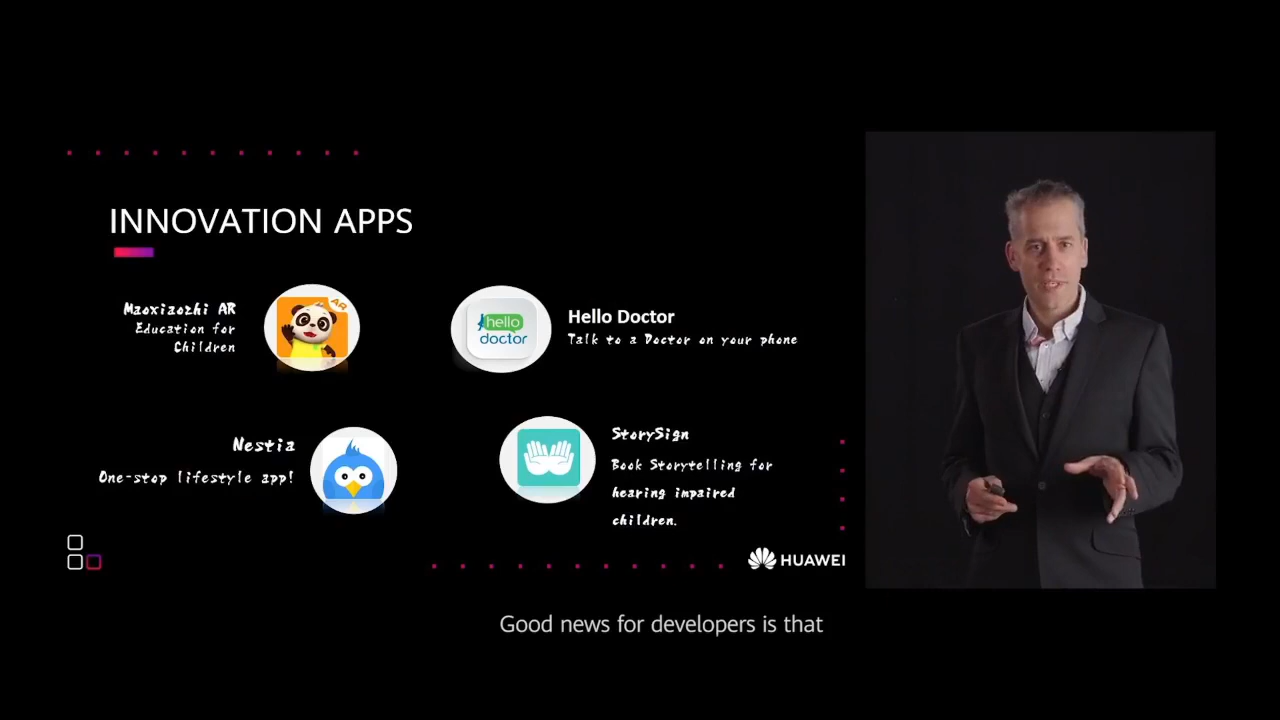 INNOVATION APPS
Maoxiaozhi AR
Education for
Children
AR
hello
doctor
Hello Doctor
Talk to a Doctor on your phone
Nestia
One-stop lifestyle app!
StorySign
Book Storytelling for
hearing impaired
children.
HUAWEI
Good news for developers is that